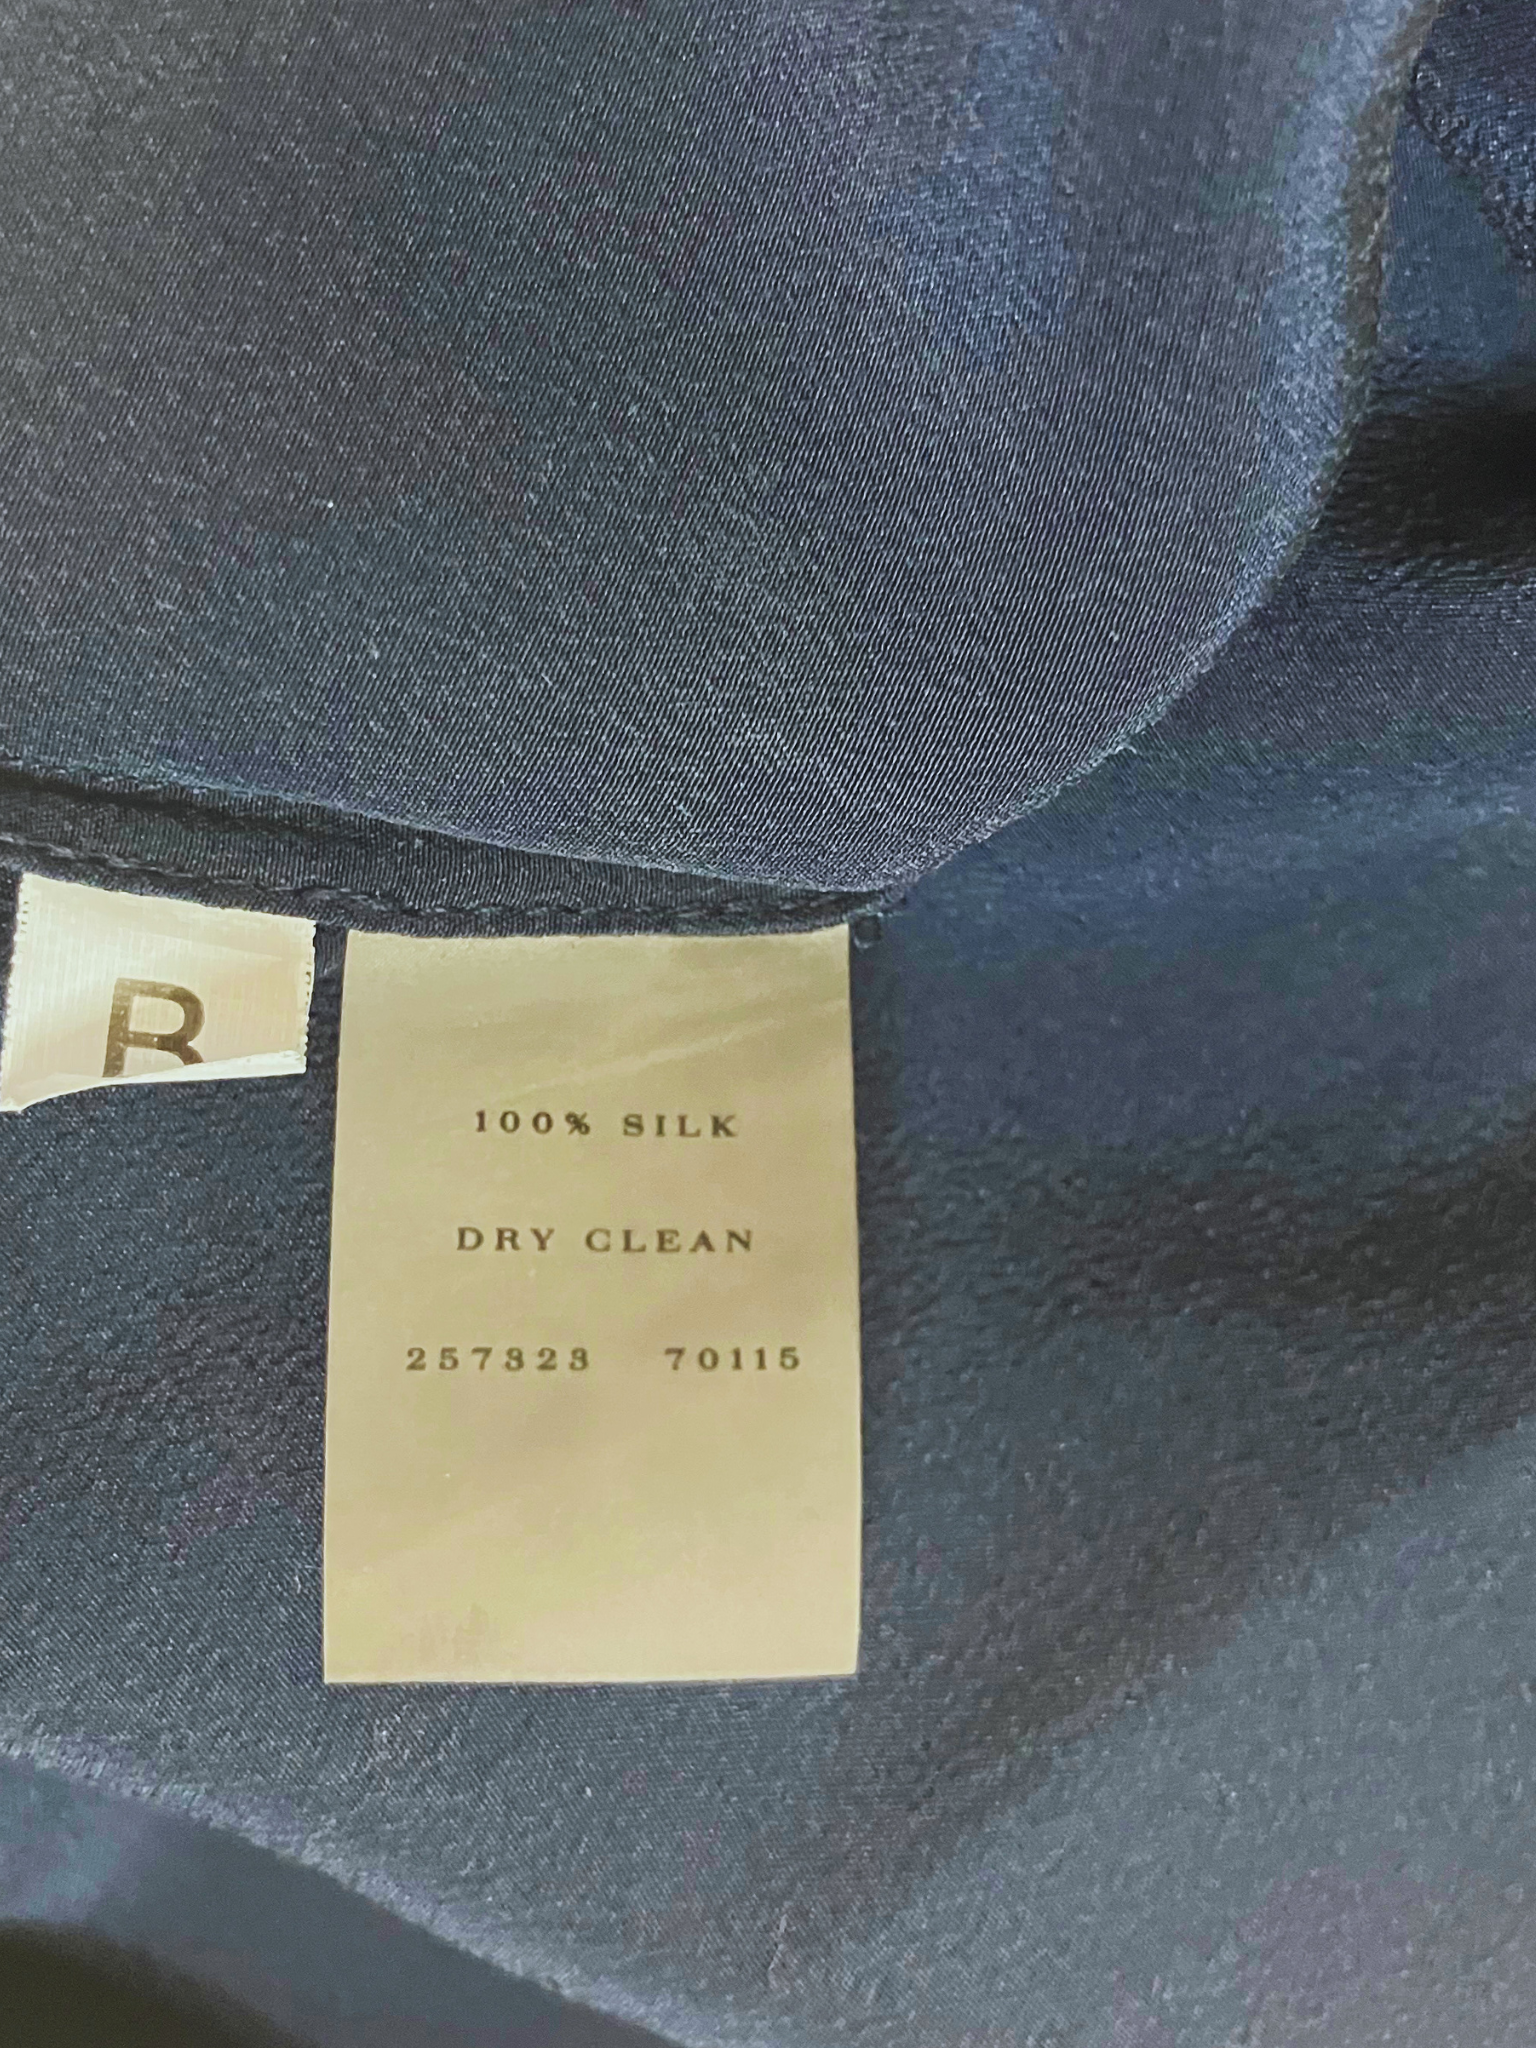 R
100% SILK
DRY CLEAN
257323 70115